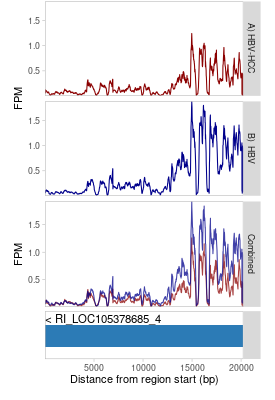 1.5
1.0
0.5
A) HBV-HCC
FPM
1.5
1.0
0.5
B) HBV
1.5
1.0
0.5
FPM
Combined
< RI_LOC105378685_4
5000 10000 15000 20000
Distance from region start (bp)